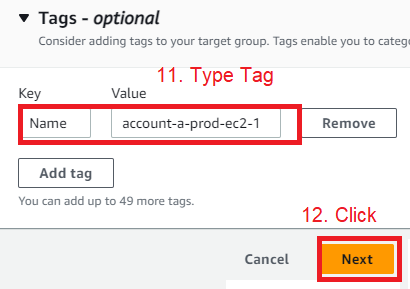 ▼ Tags - optional
Consider adding tags to your target group. Tags enable you to categ
11. Type Tag
Key Value
Name account-a-prod-ec2-1 Remove
Add tag
You can add up to 49 more tags.
12. Click
Cancel Next